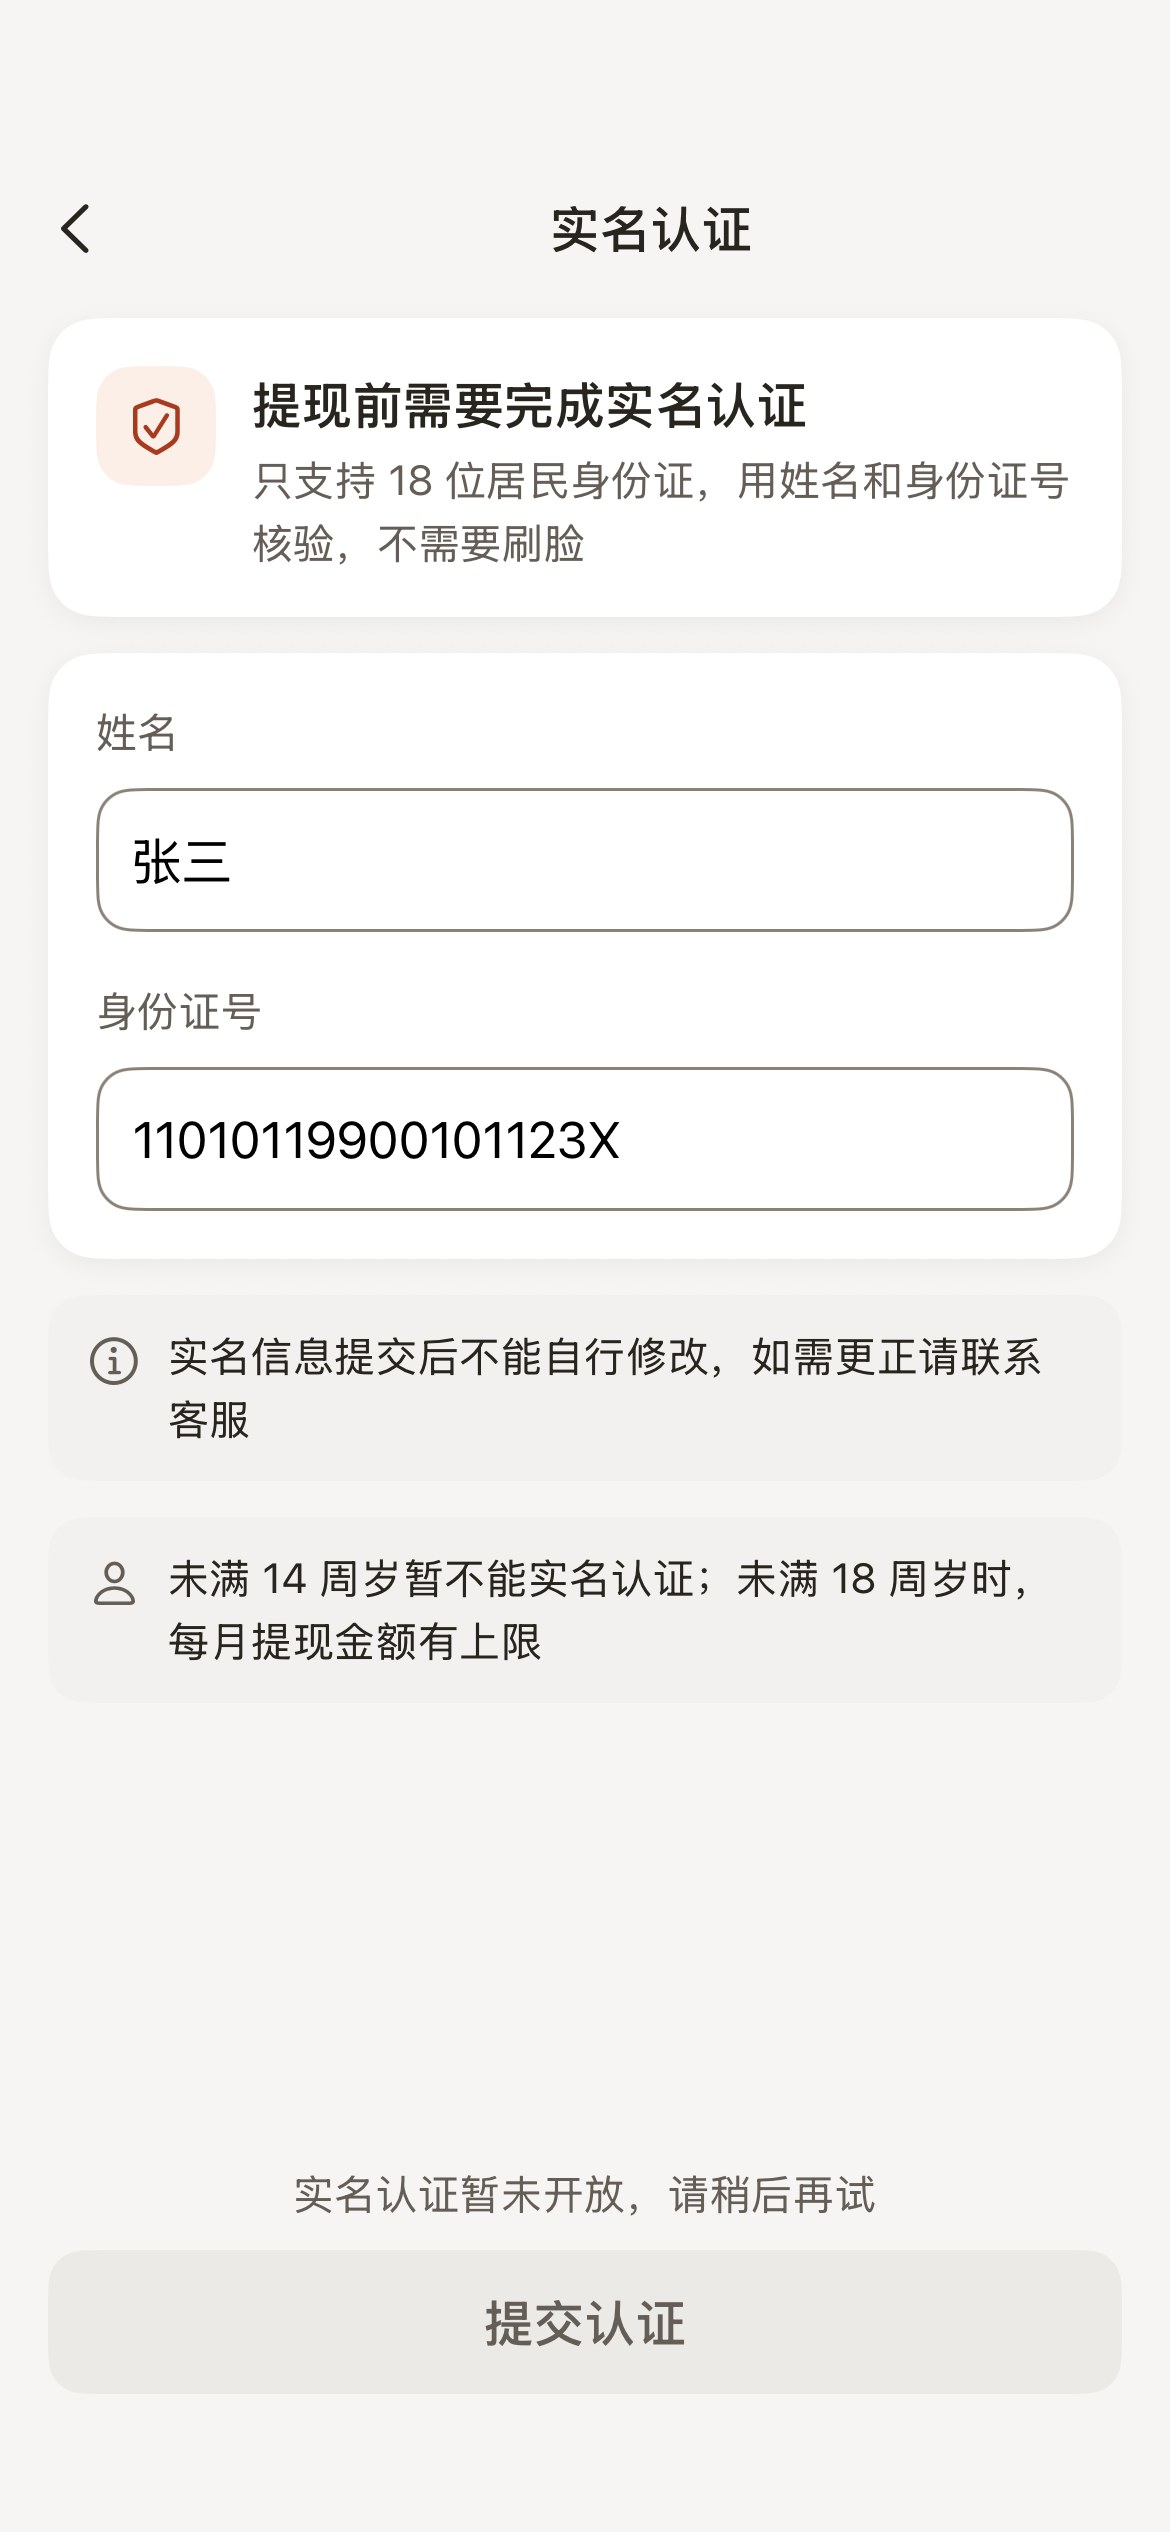 实名认证
提现前需要完成实名认证
只支持 18 位居民身份证，用姓名和身份证号
核验，不需要刷脸
姓名
张三
身份证号
11010119900101123X
实名信息提交后不能自行修改，如需更正请联系
客服
未满 14 周岁暂不能实名认证；未满 18 周岁时，
每月提现金额有上限
实名认证暂未开放，请稍后再试
提交认证